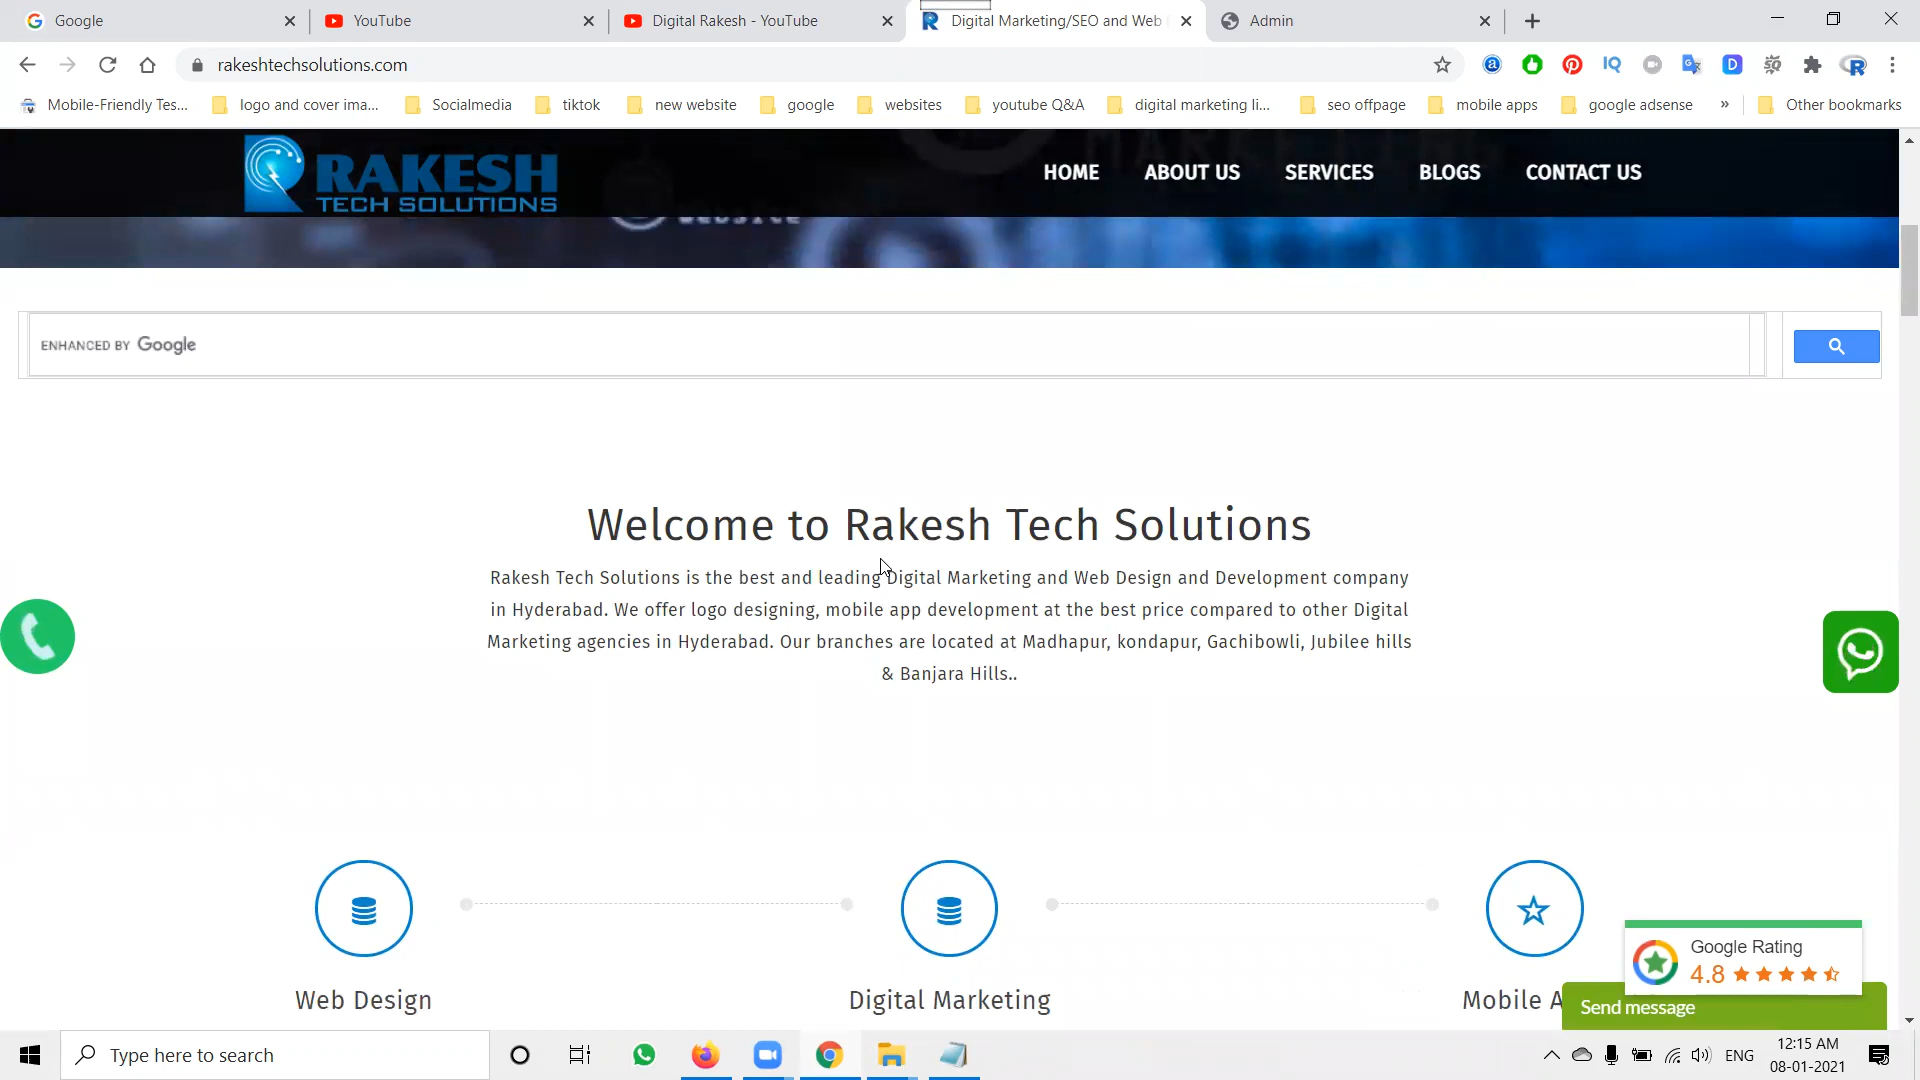 Google
YouTube
Digital Rakesh - YouTube
Digital Marketing/SEO and Web
Admin
rakeshtechsolutions.com
Mobile-Friendly Tes...
logo and cover ima...
Socialmedia
tiktok
new website
google
websites
youtube Q&A
digital marketing li...
seo offpage
mobile apps
google adsense
»
Other bookmarks
RAKESH
TECH SOLUTIONS
HOME
ABOUT US
SERVICES
BLOGS
CONTACT US
ENHANCED BY Google
Welcome to Rakesh Tech Solutions
Rakesh Tech Solutions is the best and leading Digital Marketing and Web Design and Development company
in Hyderabad. We offer logo designing, mobile app development at the best price compared to other Digital
Marketing agencies in Hyderabad. Our branches are located at Madhapur, kondapur, Gachibowli, Jubilee hills
& Banjara Hills..
Web Design
Digital Marketing
Mobile A
Google Rating
4.8
Send message
Type here to search
ENG
12:15 AM
08-01-2021